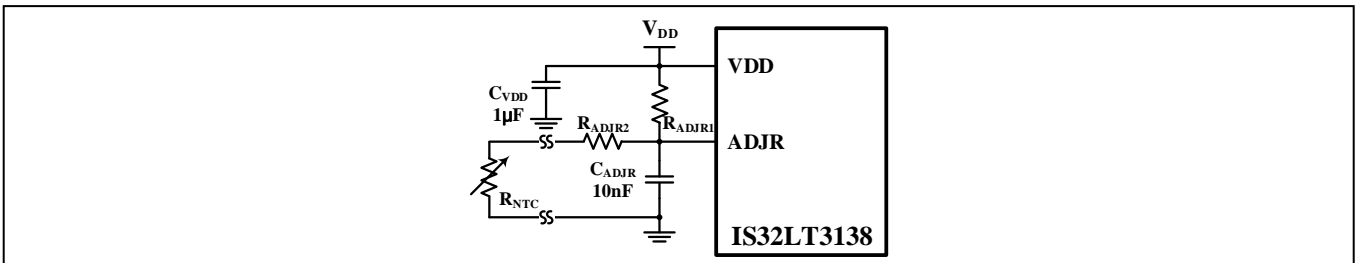 VDD
VDD
CVDD
1µF
RADJR2
RADJR1
ADJR
CADJR
10nF
RNTC
IS32LT3138